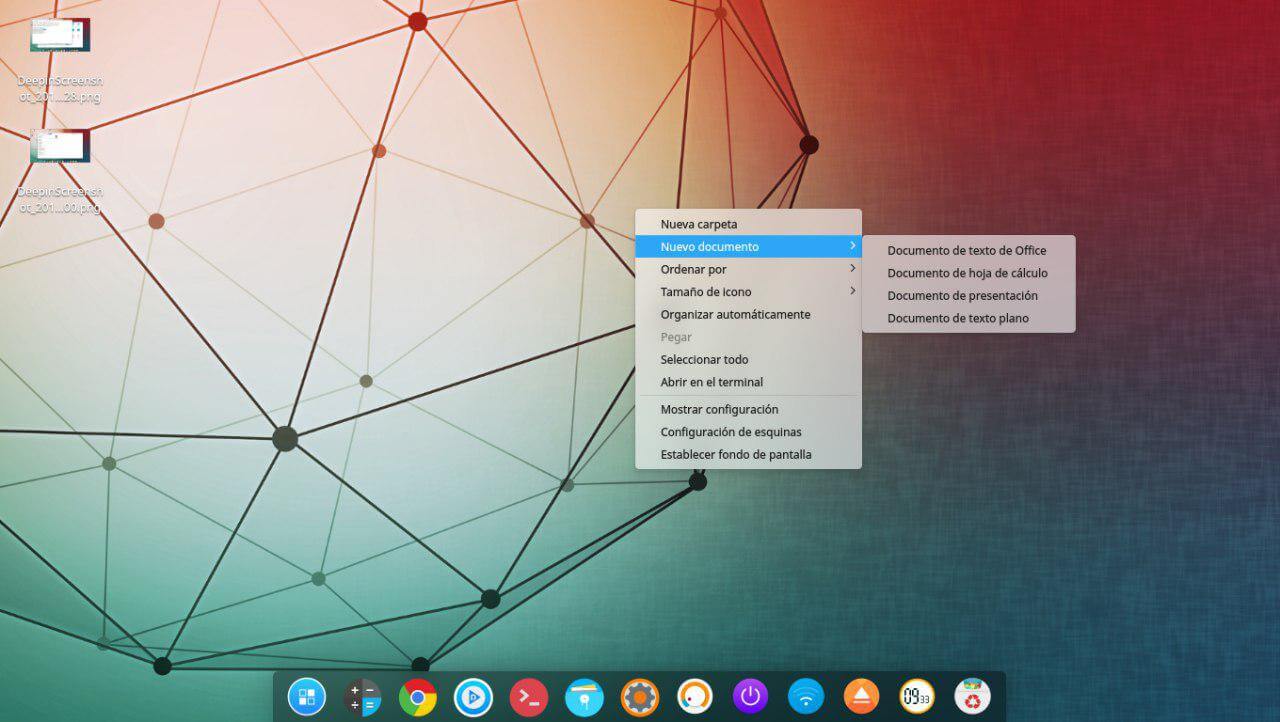 DeepinScreensh
ot_201...28.png
DeepinScreensh
ot_201...00.png
Nueva carpeta
Nuevo documento
Ordenar por
Tamaño de icono
Organizar automáticamente
Pegar
Seleccionar todo
Abrir en el terminal
Mostrar configuración
Configuración de esquinas
Establecer fondo de pantalla
Documento de texto de Office
Documento de hoja de cálculo
Documento de presentación
Documento de texto plano
09 33